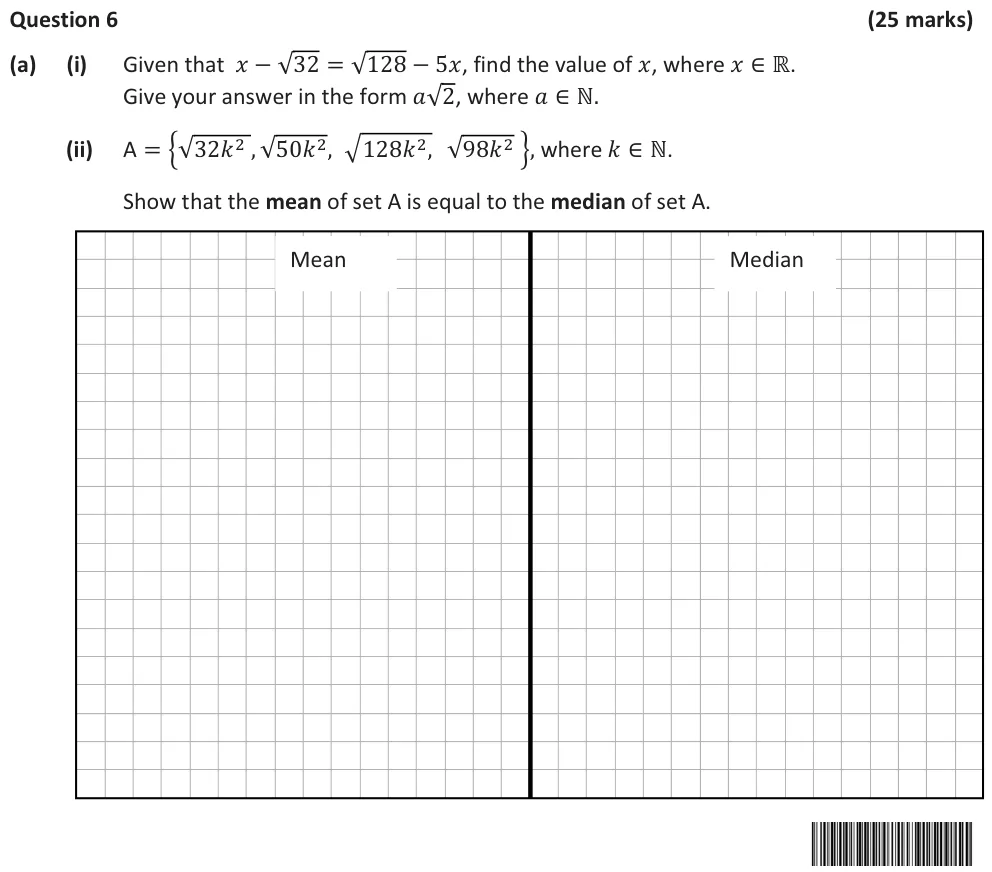 Question 6 (25 marks)
(a) (i) Given that x − √32 = √128 − 5x, find the value of x, where x ∈ ℝ.
Give your answer in the form a√2, where a ∈ ℕ.
(ii) A = {√32k², √50k², √128k², √98k²}, where k ∈ ℕ.
Show that the mean of set A is equal to the median of set A.
Mean Median